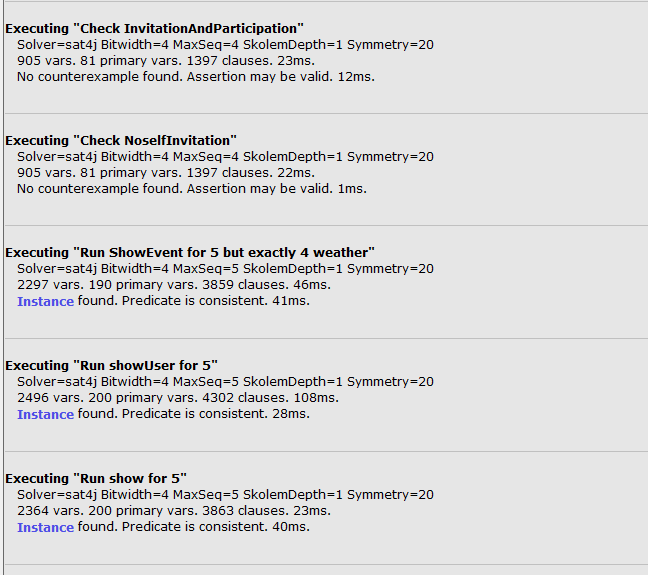 Executing "Check InvitationAndParticipation"
Solver=sat4j Bitwidth=4 MaxSeq=4 SkolemDepth=1 Symmetry=20
905 vars. 81 primary vars. 1397 clauses. 23ms.
No counterexample found. Assertion may be valid. 12ms.
Executing "Check NoselfInvitation"
Solver=sat4j Bitwidth=4 MaxSeq=4 SkolemDepth=1 Symmetry=20
905 vars. 81 primary vars. 1397 clauses. 22ms.
No counterexample found. Assertion may be valid. 1ms.
Executing "Run ShowEvent for 5 but exactly 4 weather"
Solver=sat4j Bitwidth=4 MaxSeq=5 SkolemDepth=1 Symmetry=20
2297 vars. 190 primary vars. 3859 clauses. 46ms.
Instance found. Predicate is consistent. 41ms.
Executing "Run showUser for 5"
Solver=sat4j Bitwidth=4 MaxSeq=5 SkolemDepth=1 Symmetry=20
2496 vars. 200 primary vars. 4302 clauses. 108ms.
Instance found. Predicate is consistent. 28ms.
Executing "Run show for 5"
Solver=sat4j Bitwidth=4 MaxSeq=5 SkolemDepth=1 Symmetry=20
2364 vars. 200 primary vars. 3863 clauses. 23ms.
Instance found. Predicate is consistent. 40ms.